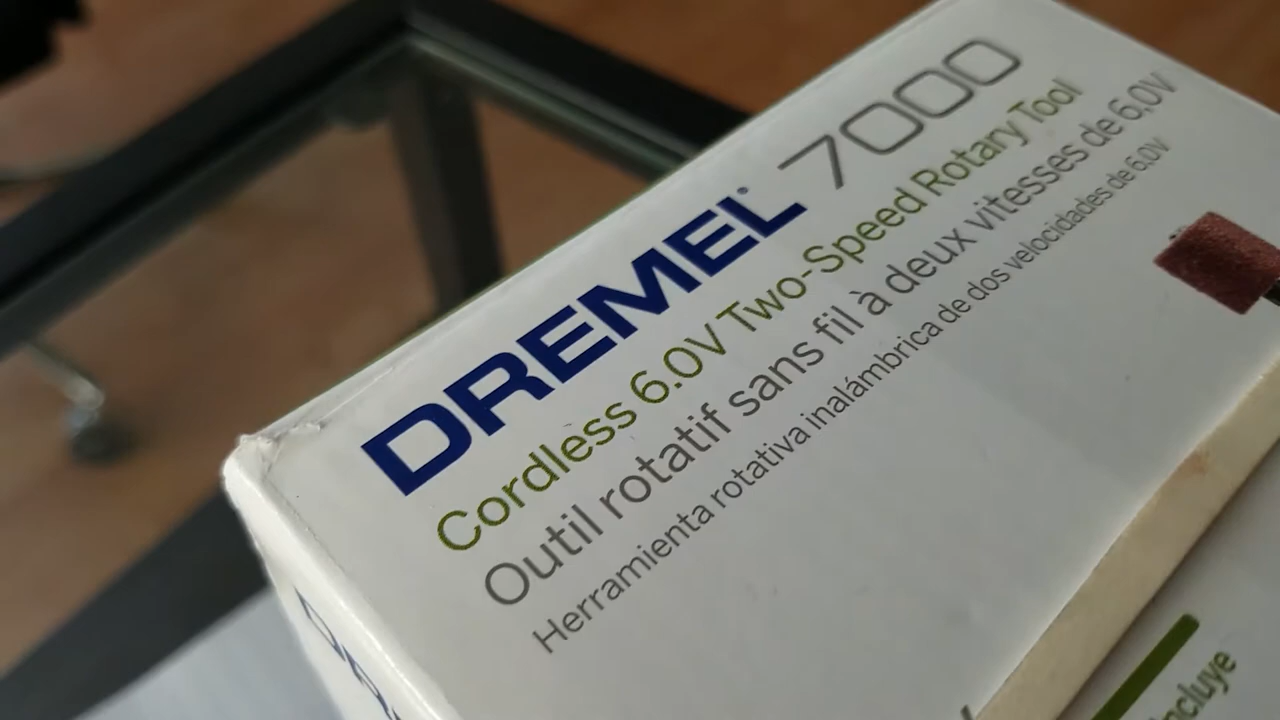 DREMEL® 7000
Cordless 6.0V Two-Speed Rotary Tool
Outil rotatif sans fil à deux vitesses de 6,0V
Herramienta rotativa inalámbrica de dos velocidades de 6.0V